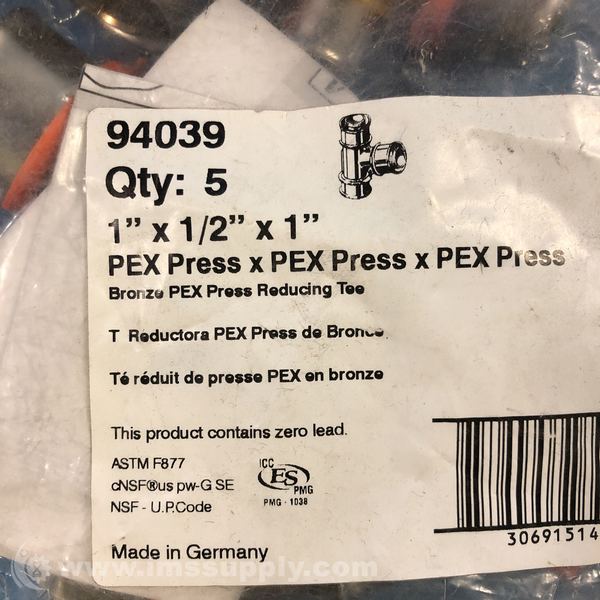 94039
Qty: 5
1” x 1/2” x 1”
PEX Press x PEX Press x PEX Press
Bronze PEX Press Reducing Tee
T Reductora PEX Press de Bronce
Té réduit de presse PEX en bronze
This product contains zero lead.
ASTM F877
cNSF®us pw-G SE
NSF - U.P.Code
ICC
ES
PMG
PMG - 1038
30691514
Made in Germany
www.imssupply.com